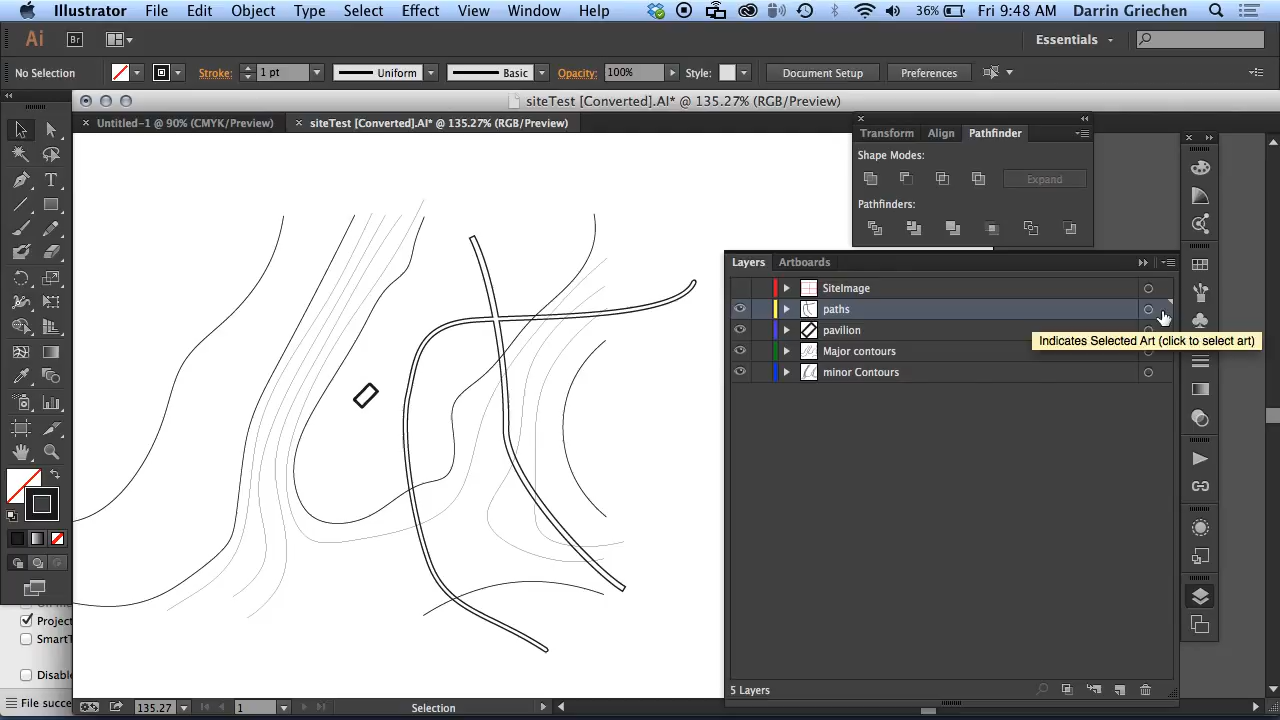 Illustrator File Edit Object Type Select Effect View Window Help 36% Fri 9:48 AM Darrin Griechen
Ai Br Essentials
No Selection Stroke: 1 pt Uniform Basic Opacity: 100% Style: Document Setup Preferences
siteTest [Converted].AI* @ 135.27% (RGB/Preview)
Untitled-1 @ 90% (CMYK/Preview) siteTest [Converted].AI* @ 135.27% (RGB/Preview)
Transform Align Pathfinder
Shape Modes:
Expand
Pathfinders:
Layers Artboards
SiteImage
paths
pavilion
Indicates Selected Art (click to select art)
Major contours
minor Contours
Project
SmartT
Disable
5 Layers
File succe
135.27 1 Selection